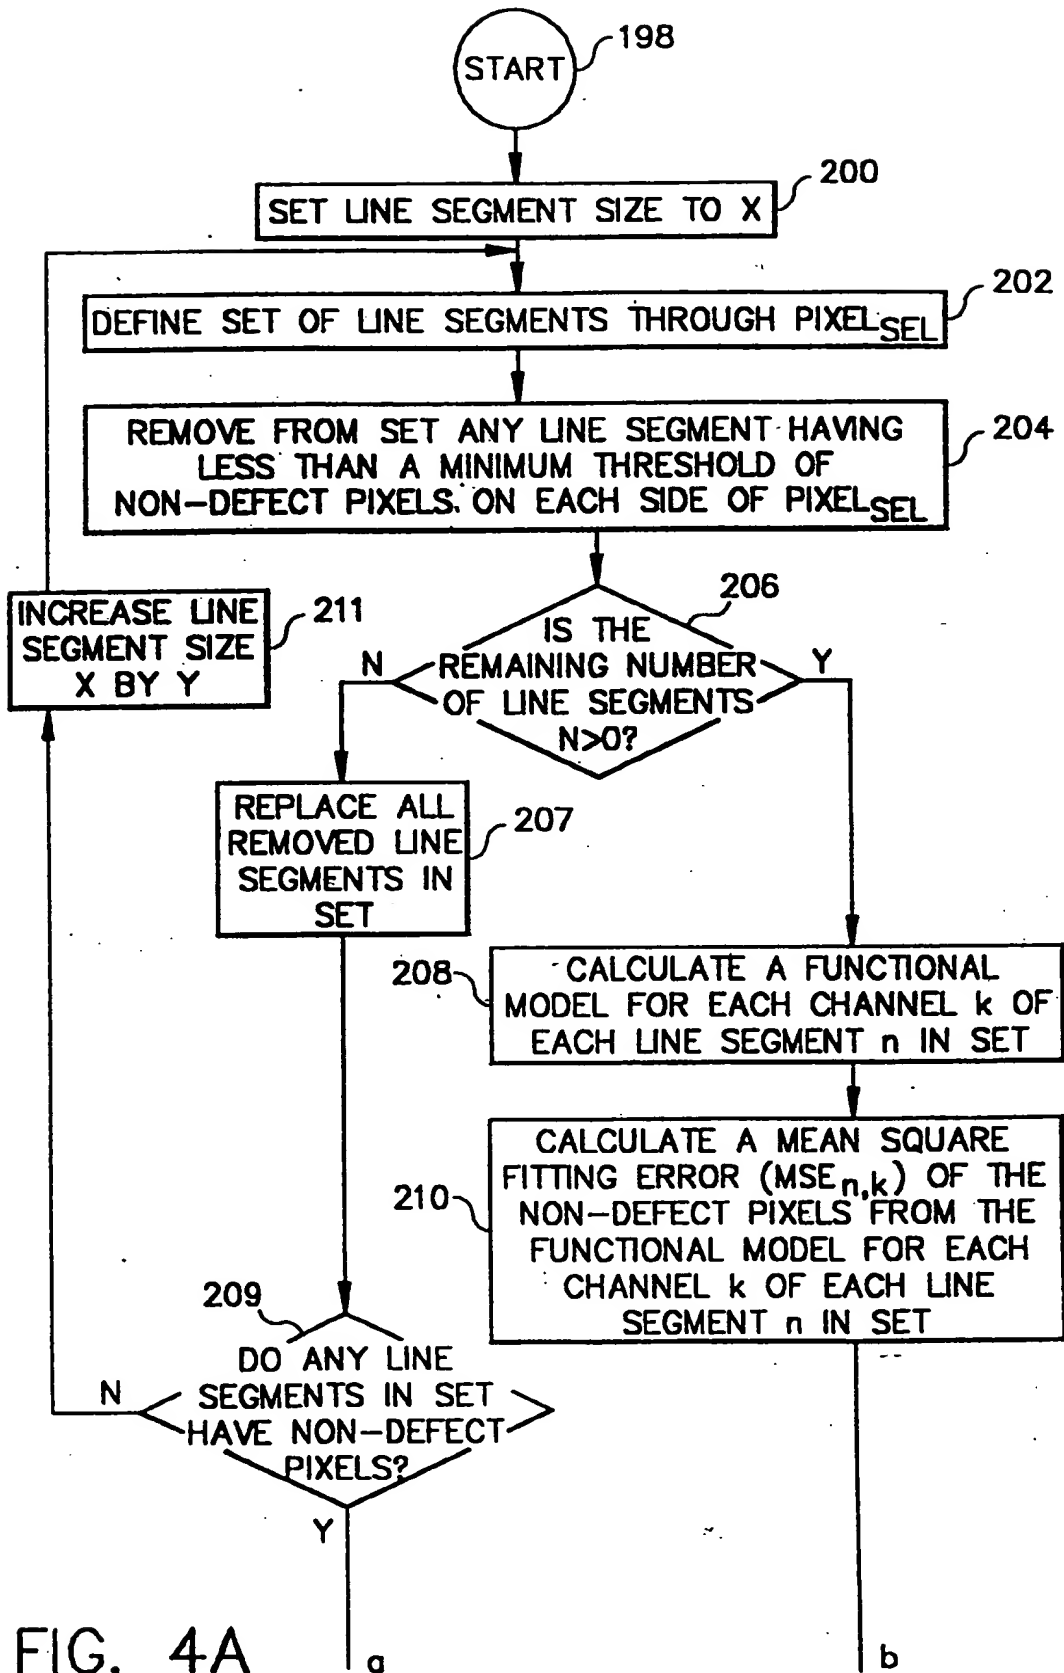 START
198
SET LINE SEGMENT SIZE TO X
200
DEFINE SET OF LINE SEGMENTS THROUGH PIXELSEL
202
REMOVE FROM SET ANY LINE SEGMENT HAVING
LESS THAN A MINIMUM THRESHOLD OF
NON-DEFECT PIXELS. ON EACH SIDE OF PIXELSEL
204
INCREASE LINE
SEGMENT SIZE
X BY Y
211
206
IS THE
REMAINING NUMBER
OF LINE SEGMENTS
N>0?
N
Y
REPLACE ALL
REMOVED LINE
SEGMENTS IN
SET
207
208
CALCULATE A FUNCTIONAL
MODEL FOR EACH CHANNEL k OF
EACH LINE SEGMENT n IN SET
210
CALCULATE A MEAN SQUARE
FITTING ERROR (MSEn,k) OF THE
NON-DEFECT PIXELS FROM THE
FUNCTIONAL MODEL FOR EACH
CHANNEL k OF EACH LINE
SEGMENT n IN SET
209
DO ANY LINE
SEGMENTS IN SET
HAVE NON-DEFECT
PIXELS?
N
Y
FIG. 4A
a
b